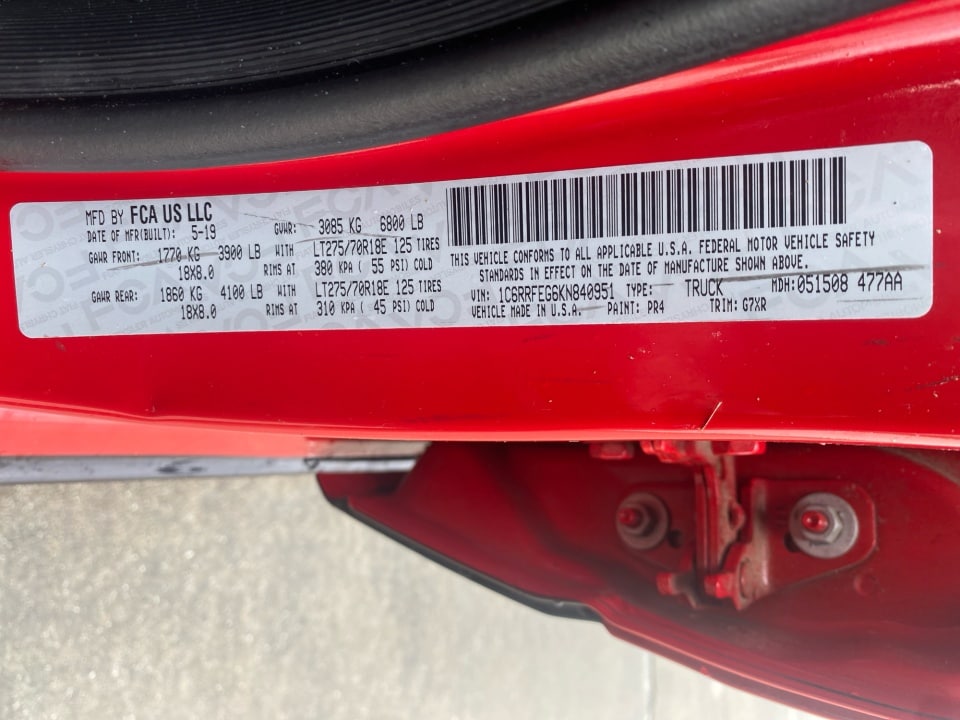 MFD BY FCA US LLC
DATE OF MFR(BUILT): 5-19 GVWR: 3085 KG 6800 LB
GAWR FRONT: 1770 KG 3900 LB WITH LT275/70R18E 125 TIRES
18X8.0 RIMS AT 380 KPA ( 55 PSI) COLD
GAWR REAR: 1860 KG 4100 LB WITH LT275/70R18E 125 TIRES
18X8.0 RIMS AT 310 KPA ( 45 PSI) COLD
THIS VEHICLE CONFORMS TO ALL APPLICABLE U.S.A. FEDERAL MOTOR VEHICLE SAFETY
STANDARDS IN EFFECT ON THE DATE OF MANUFACTURE SHOWN ABOVE.
VIN: 1C6RRFEG6KN840951 TYPE: TRUCK MDH: 051508 477AA
VEHICLE MADE IN U.S.A. PAINT: PR4 TRIM: G7XR